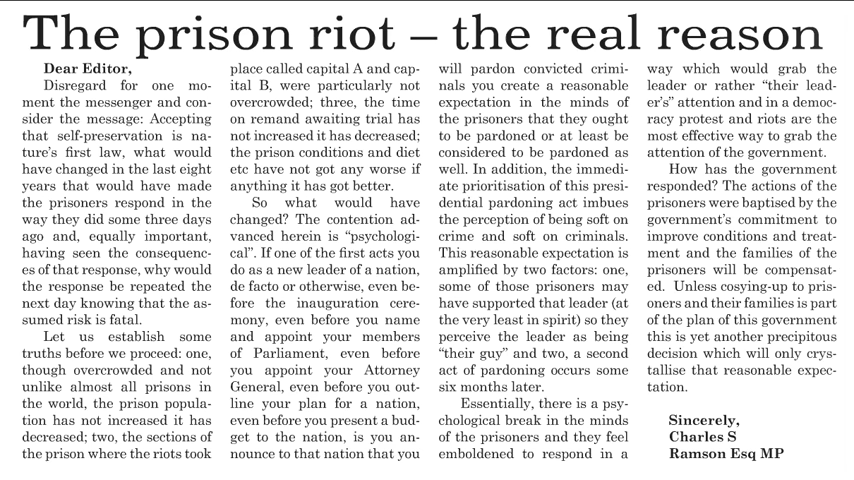 The prison riot – the real reason
Dear Editor,
Disregard for one mo-
ment the messenger and con-
sider the message: Accepting
that self-preservation is na-
ture's first law, what would
have changed in the last eight
years that would have made
the prisoners respond in the
way they did some three days
ago and, equally important,
having seen the consequenc-
es of that response, why would
the response be repeated the
next day knowing that the as-
sumed risk is fatal.
Let us establish some
truths before we proceed: one,
though overcrowded and not
unlike almost all prisons in
the world, the prison popula-
tion has not increased it has
decreased; two, the sections of
the prison where the riots took
place called capital A and cap-
ital B, were particularly not
overcrowded; three, the time
on remand awaiting trial has
not increased it has decreased;
the prison conditions and diet
etc have not got any worse if
anything it has got better.
So what would have
changed? The contention ad-
vanced herein is “psychologi-
cal”. If one of the first acts you
do as a new leader of a nation,
de facto or otherwise, even be-
fore the inauguration cere-
mony, even before you name
and appoint your members
of Parliament, even before
you appoint your Attorney
General, even before you out-
line your plan for a nation,
even before you present a bud-
get to the nation, is you an-
nounce to that nation that you
will pardon convicted crimi-
nals you create a reasonable
expectation in the minds of
the prisoners that they ought
to be pardoned or at least be
considered to be pardoned as
well. In addition, the immedi-
ate prioritisation of this presi-
dential pardoning act imbues
the perception of being soft on
crime and soft on criminals.
This reasonable expectation is
amplified by two factors: one,
some of those prisoners may
have supported that leader (at
the very least in spirit) so they
perceive the leader as being
“their guy” and two, a second
act of pardoning occurs some
six months later.
Essentially, there is a psy-
chological break in the minds
of the prisoners and they feel
emboldened to respond in a
way which would grab the
leader or rather “their lead-
er's” attention and in a democ-
racy protest and riots are the
most effective way to grab the
attention of the government.
How has the government
responded? The actions of the
prisoners were baptised by the
government's commitment to
improve conditions and treat-
ment and the families of the
prisoners will be compensat-
ed. Unless cosying-up to pris-
oners and their families is part
of the plan of this government
this is yet another precipitous
decision which will only crys-
tallise that reasonable expec-
tation.
Sincerely,
Charles S
Ramson Esq MP